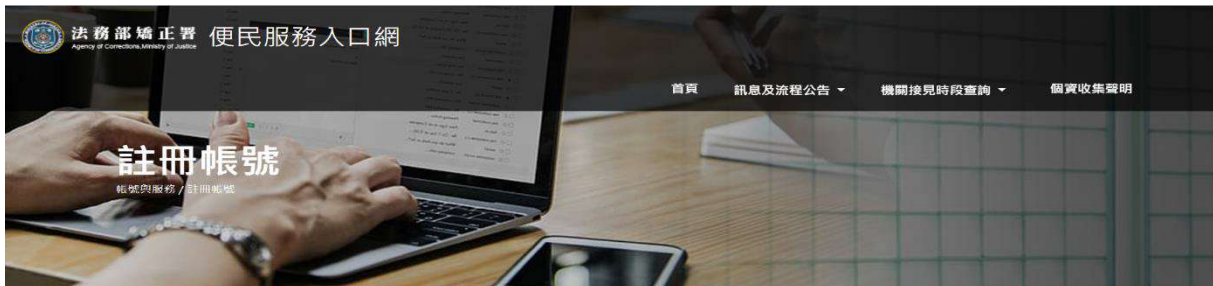 法務部矯正署 便民服務入口網
Agency of Corrections,Ministry of Justice
首頁 訊息及流程公告 機關接見時段查詢 個資收集聲明
註冊帳號
帳號與服務 / 註冊帳號